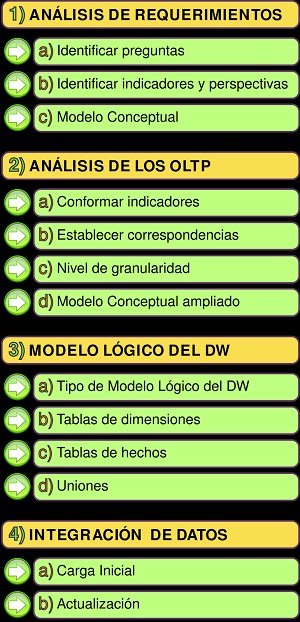 1) ANÁLISIS DE REQUERIMIENTOS
a) Identificar preguntas
b) Identificar indicadores y perspectivas
c) Modelo Conceptual
2) ANÁLISIS DE LOS OLTP
a) Conformar indicadores
b) Establecer correspondencias
c) Nivel de granularidad
d) Modelo Conceptual ampliado
3) MODELO LÓGICO DEL DW
a) Tipo de Modelo Lógico del DW
b) Tablas de dimensiones
c) Tablas de hechos
d) Uniones
4) INTEGRACIÓN DE DATOS
a) Carga Inicial
b) Actualización